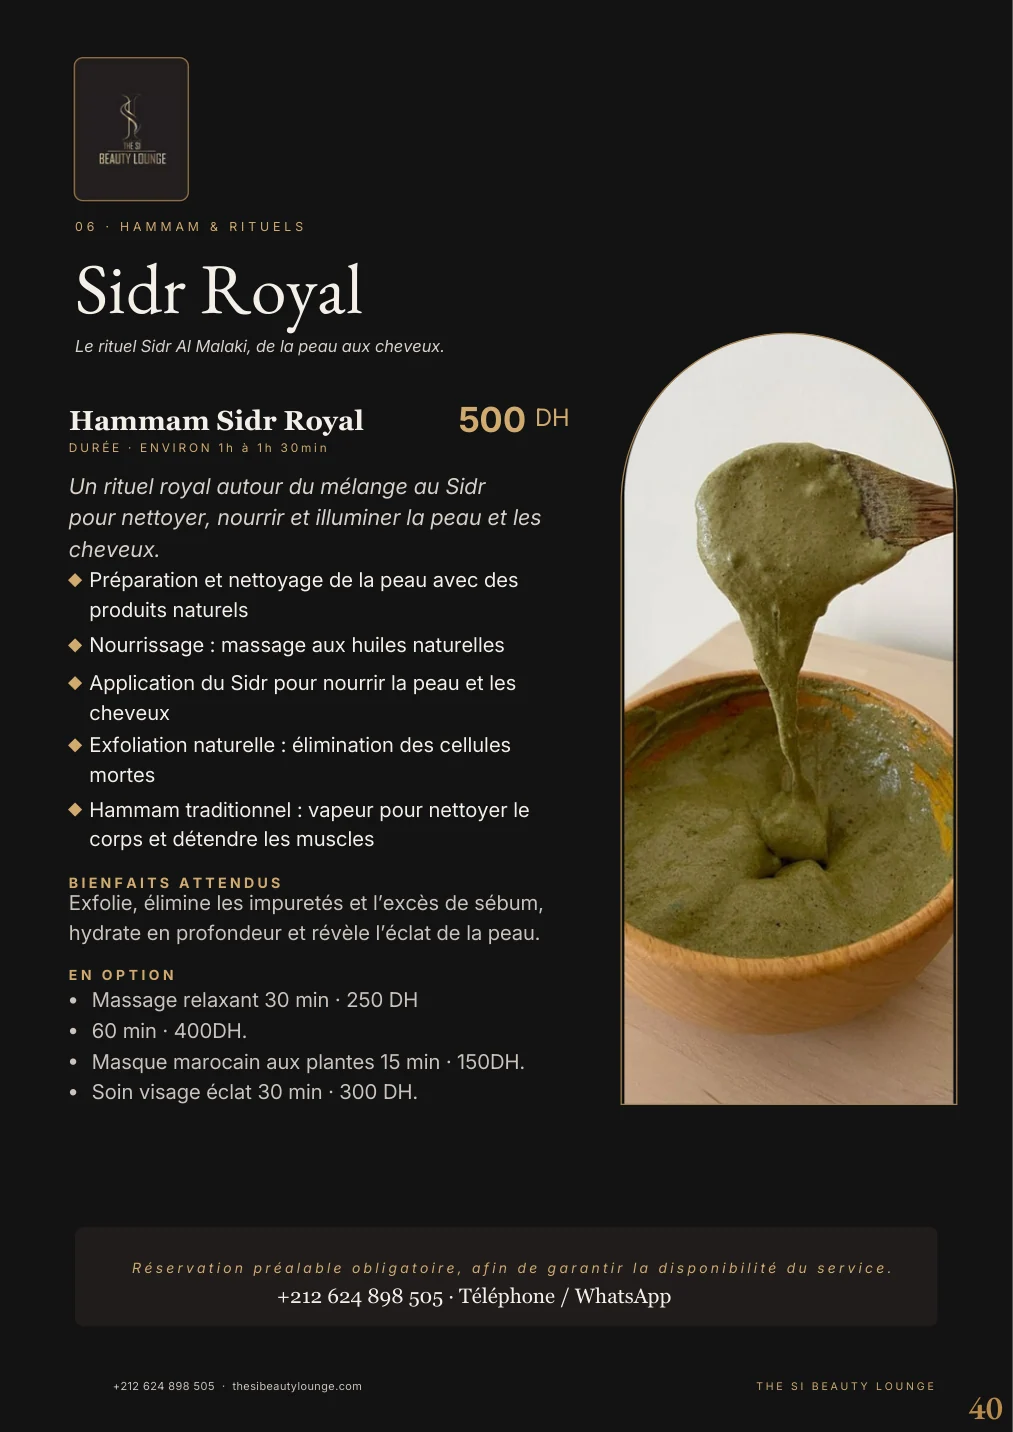 THE SI
BEAUTY LOUNGE
06 · HAMMAM & RITUELS
Sidr Royal
Le rituel Sidr Al Malaki, de la peau aux cheveux.
Hammam Sidr Royal 500 DH
DURÉE · ENVIRON 1h à 1h 30min
Un rituel royal autour du mélange au Sidr
pour nettoyer, nourrir et illuminer la peau et les
cheveux.
◆ Préparation et nettoyage de la peau avec des
produits naturels
◆ Nourrissage : massage aux huiles naturelles
◆ Application du Sidr pour nourrir la peau et les
cheveux
◆ Exfoliation naturelle : élimination des cellules
mortes
◆ Hammam traditionnel : vapeur pour nettoyer le
corps et détendre les muscles
BIENFAITS ATTENDUS
Exfolie, élimine les impuretés et l’excès de sébum,
hydrate en profondeur et révèle l’éclat de la peau.
EN OPTION
• Massage relaxant 30 min · 250 DH
• 60 min · 400DH.
• Masque marocain aux plantes 15 min · 150DH.
• Soin visage éclat 30 min · 300 DH.
Réservation préalable obligatoire, afin de garantir la disponibilité du service.
+212 624 898 505 · Téléphone / WhatsApp
+212 624 898 505 · thesibeautylounge.com
THE SI BEAUTY LOUNGE
40